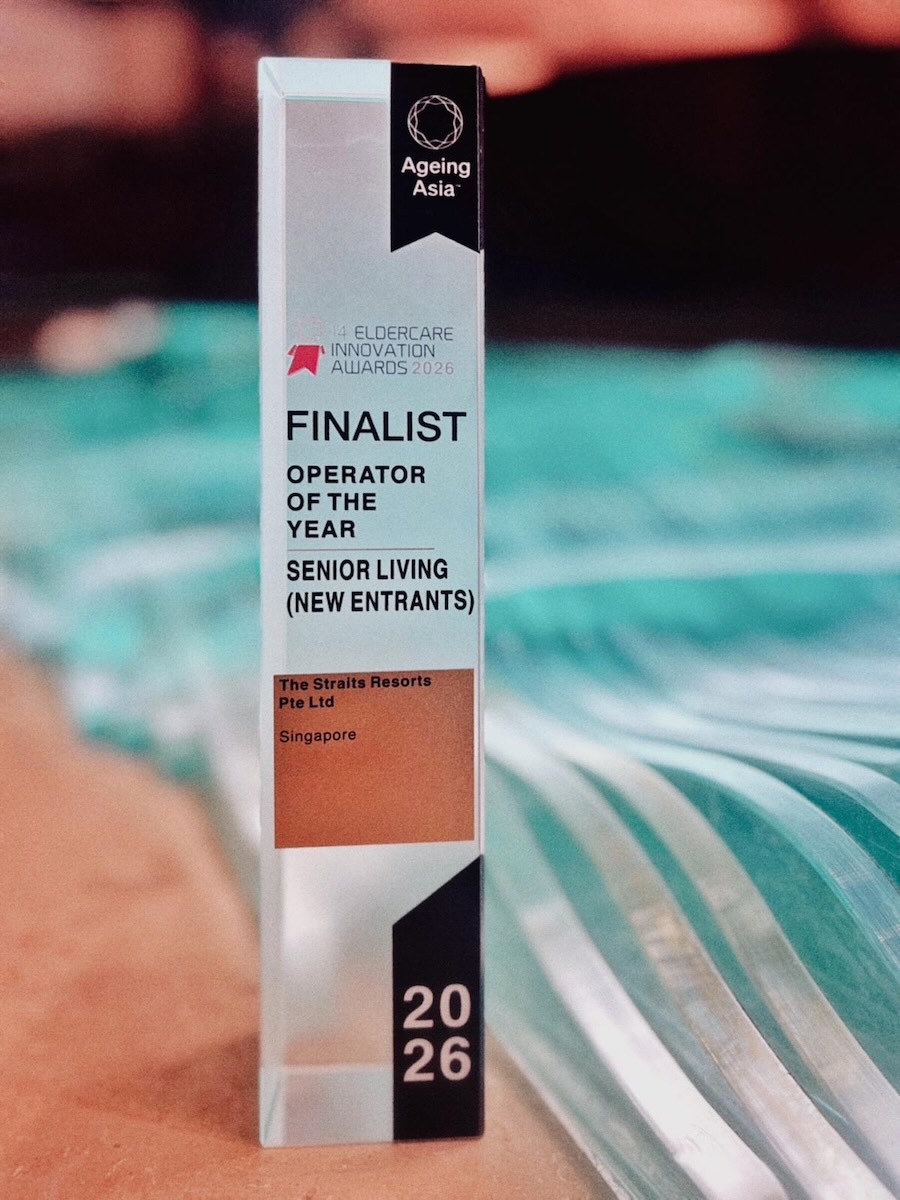 Ageing
Asia™
14 ELDERCARE
INNOVATION
AWARDS 2026
FINALIST
OPERATOR
OF THE
YEAR
SENIOR LIVING
(NEW ENTRANTS)
The Straits Resorts
Pte Ltd
Singapore
20
26